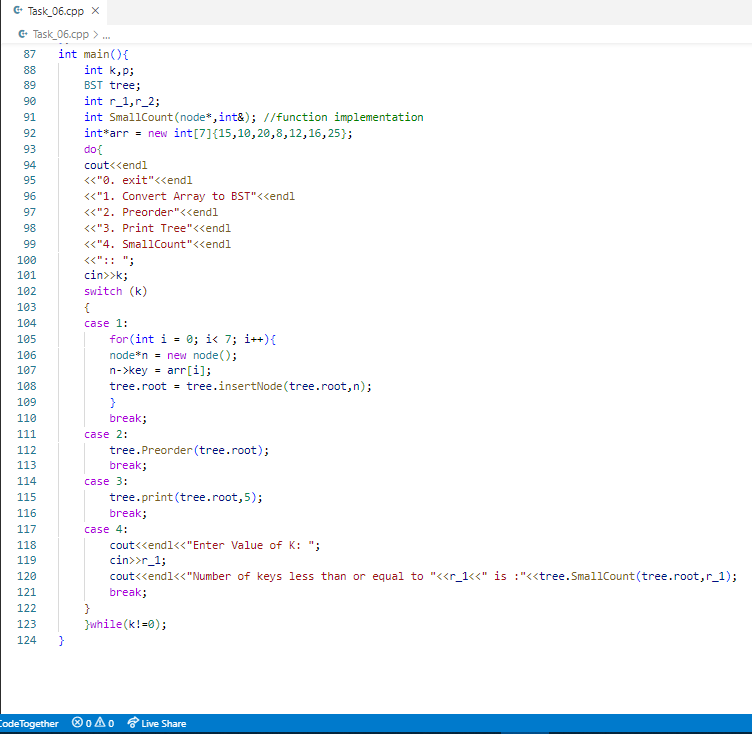 Task_06.cpp ×
Task_06.cpp > ...
87 int main(){
88 int k,p;
89 BST tree;
90 int r_1,r_2;
91 int SmallCount(node*,int&); //function implementation
92 int*arr = new int[7]{15,10,20,8,12,16,25};
93 do{
94 cout<<endl
95 <<"0. exit"<<endl
96 <<"1. Convert Array to BST"<<endl
97 <<"2. Preorder"<<endl
98 <<"3. Print Tree"<<endl
99 <<"4. SmallCount"<<endl
100 <<":: ";
101 cin>>k;
102 switch (k)
103 {
104 case 1:
105 for(int i = 0; i< 7; i++){
106 node*n = new node();
107 n->key = arr[i];
108 tree.root = tree.insertNode(tree.root,n);
109 }
110 break;
111 case 2:
112 tree.Preorder(tree.root);
113 break;
114 case 3:
115 tree.print(tree.root,5);
116 break;
117 case 4:
118 cout<<endl<<"Enter Value of K: ";
119 cin>>r_1;
120 cout<<endl<<"Number of keys less than or equal to "<<r_1<<" is :"<<tree.SmallCount(tree.root,r_1);
121 break;
122 }
123 }while(k!=0);
124 }
CodeTogether 0 0 Live Share